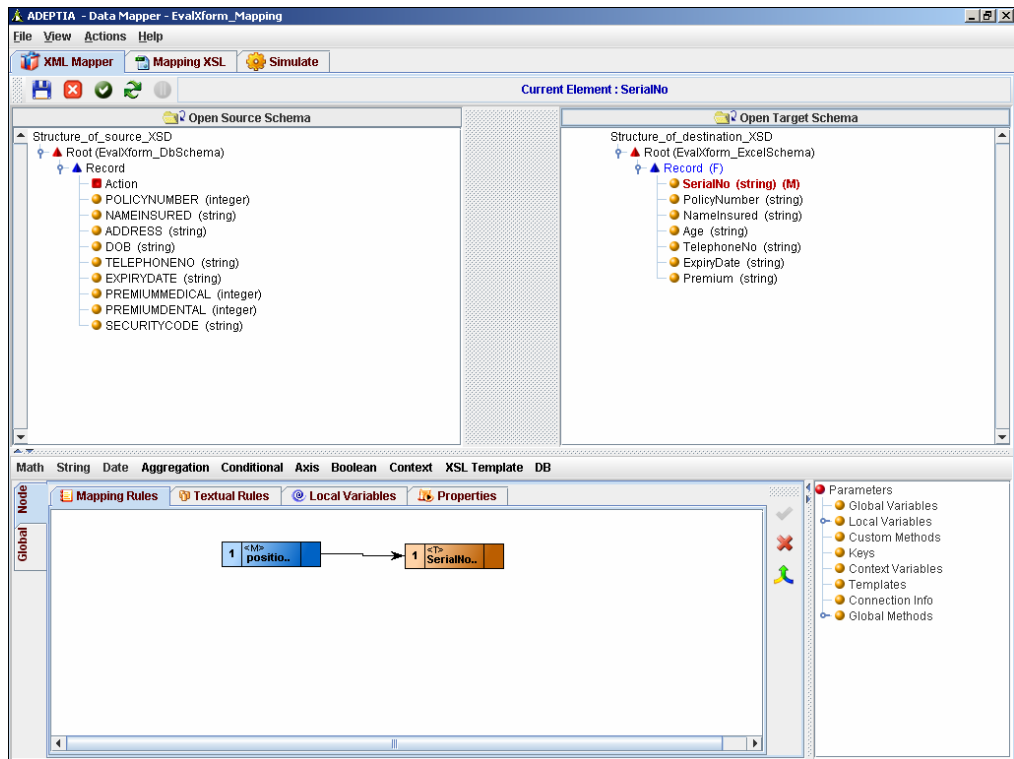 ADEPTIA - Data Mapper - EvalXform_Mapping
File View Actions Help
XML Mapper Mapping XSL Simulate
Current Element : SerialNo
Open Source Schema
Structure_of_source_XSD
Root (EvalXform_DbSchema)
Record
Action
POLICYNUMBER (integer)
NAMEINSURED (string)
ADDRESS (string)
DOB (string)
TELEPHONENO (string)
EXPIRYDATE (string)
PREMIUMMEDICAL (integer)
PREMIUMDENTAL (integer)
SECURITYCODE (string)
Open Target Schema
Structure_of_destination_XSD
Root (EvalXform_ExcelSchema)
Record (F)
SerialNo (string) (M)
PolicyNumber (string)
NameInsured (string)
Age (string)
TelephoneNo (string)
ExpiryDate (string)
Premium (string)
Math String Date Aggregation Conditional Axis Boolean Context XSL Template DB
Node
Global
Mapping Rules Textual Rules Local Variables Properties
1 <M> positio..
1 <T> SerialNo..
Parameters
Global Variables
Local Variables
Custom Methods
Keys
Context Variables
Templates
Connection Info
Global Methods